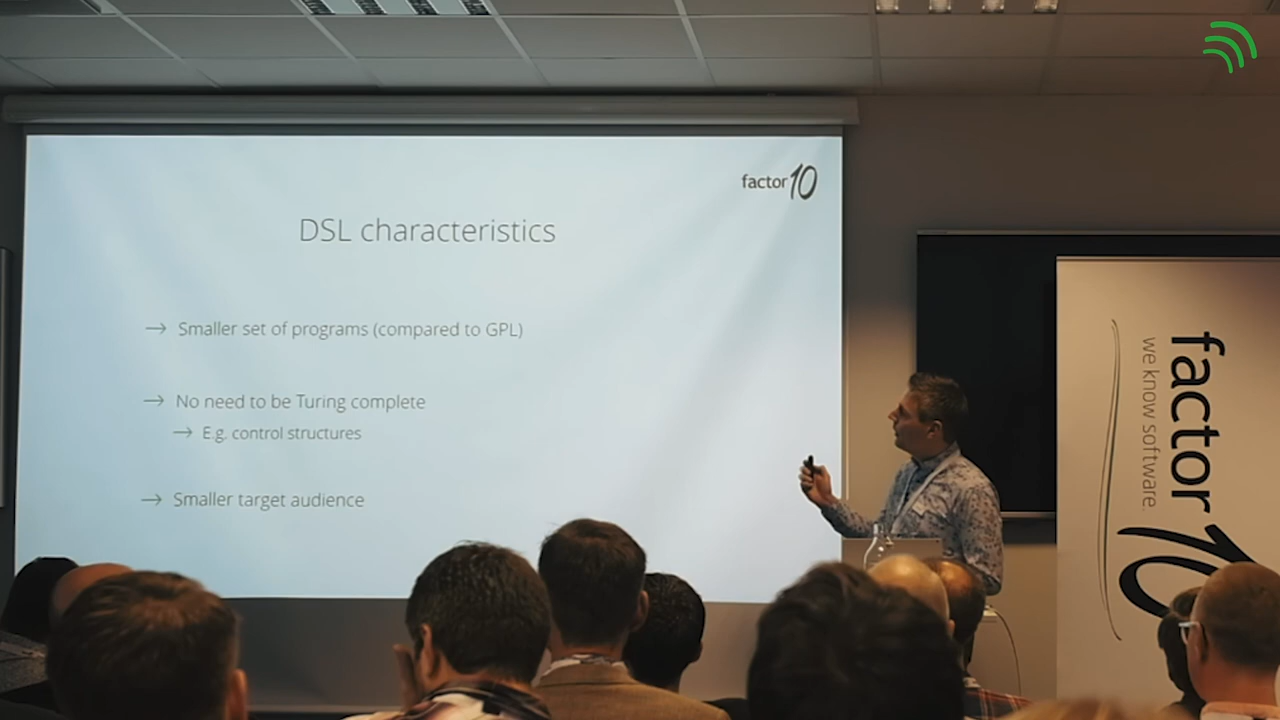 factor10
DSL characteristics
→ Smaller set of programs (compared to GPL)
→ No need to be Turing complete
→ E.g. control structures
→ Smaller target audience
factor10
we know software.